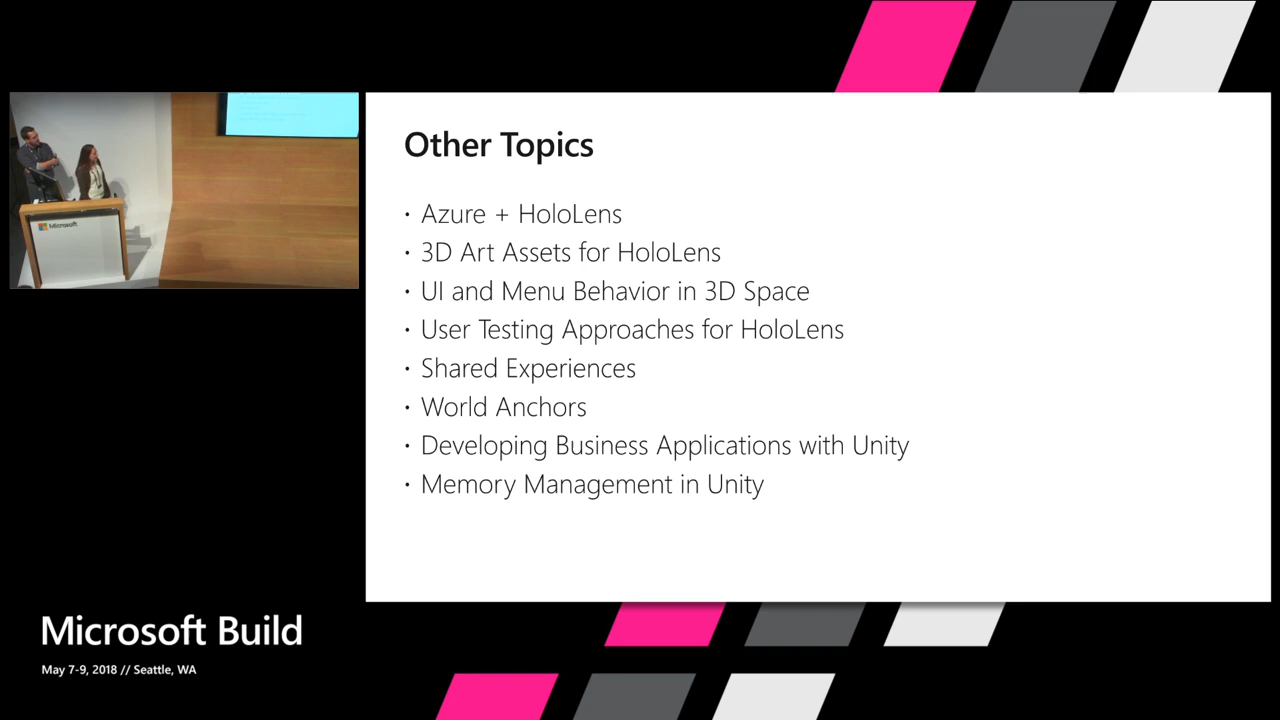 Microsoft
Other Topics
• Azure + HoloLens
• 3D Art Assets for HoloLens
• UI and Menu Behavior in 3D Space
• User Testing Approaches for HoloLens
• Shared Experiences
• World Anchors
• Developing Business Applications with Unity
• Memory Management in Unity
Microsoft Build
May 7-9, 2018 // Seattle, WA